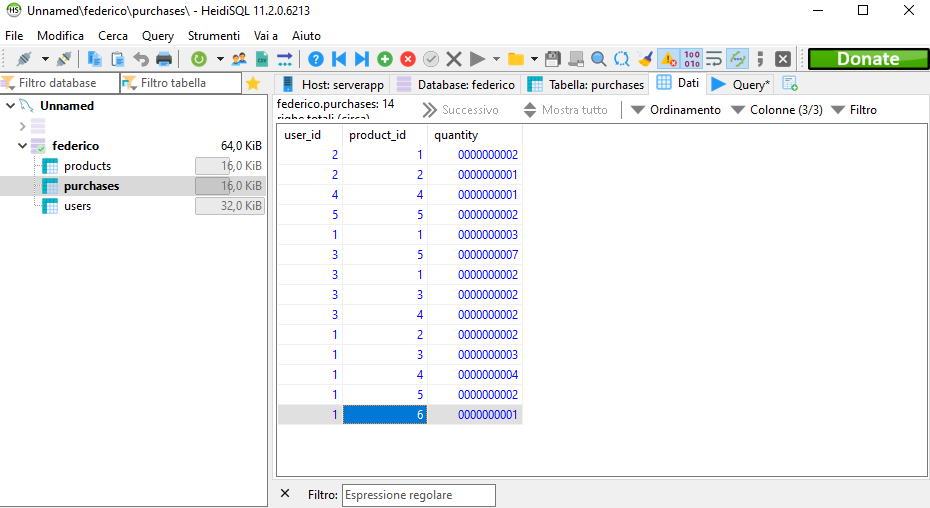 Unnamed\federico\purchases\ - HeidiSQL 11.2.0.6213
File Modifica Cerca Query Strumenti Vai a Aiuto
Donate
Filtro database Filtro tabella
Host: serverapp Database: federico Tabella: purchases Dati Query*
federico.purchases: 14
righe totali (circa)
Successivo Mostra tutto Ordinamento Colonne (3/3) Filtro
Unnamed
federico 64,0 KiB
products 16,0 KiB
purchases 16,0 KiB
users 32,0 KiB
user_id product_id quantity
2 1 0000000002
2 2 0000000001
4 4 0000000001
5 5 0000000002
1 1 0000000003
3 5 0000000007
3 1 0000000002
3 3 0000000002
3 4 0000000002
1 2 0000000002
1 3 0000000003
1 4 0000000004
1 5 0000000002
1 6 0000000001
Filtro: Espressione regolare